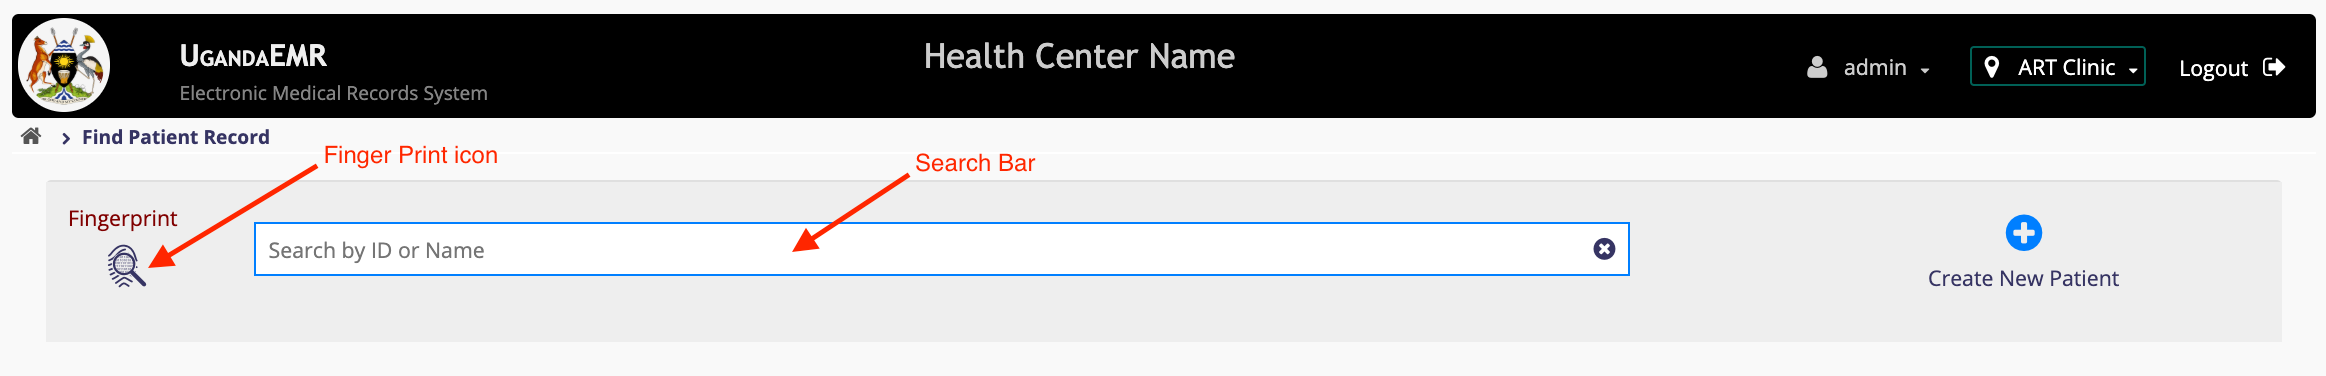 UgandaEMR
Electronic Medical Records System
Health Center Name
admin
ART Clinic
Logout
Find Patient Record
Finger Print icon
Search Bar
Fingerprint
Search by ID or Name
Create New Patient